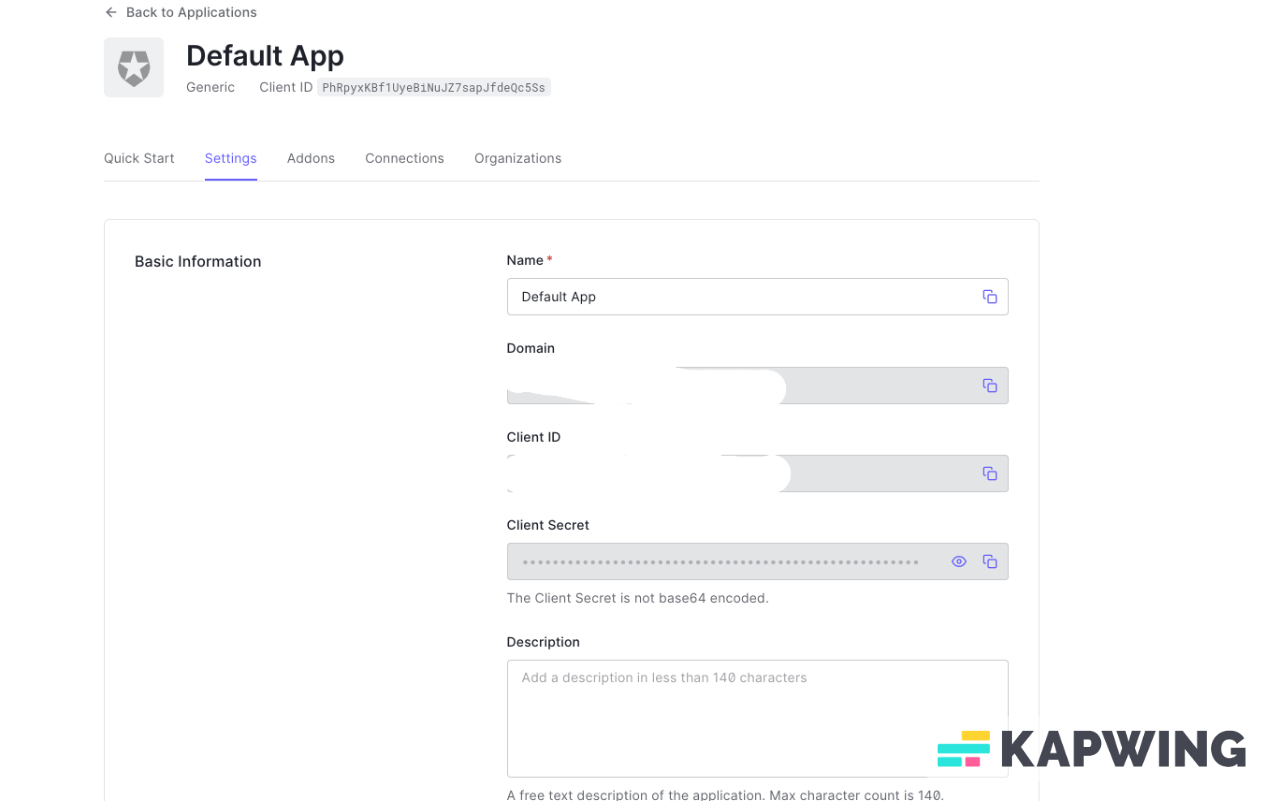 Back to Applications
Default App
Generic Client ID PhRpyxKBf1UyeBiNuJZ7sapJfdeQc5Ss
Quick Start Settings Addons Connections Organizations
Basic Information
Name *
Default App
Domain
Client ID
Client Secret
••••••••••••••••••••••••••••••••••••••••••••••••••••••
The Client Secret is not base64 encoded.
Description
Add a description in less than 140 characters
KAPWING
A free text description of the application. Max character count is 140.